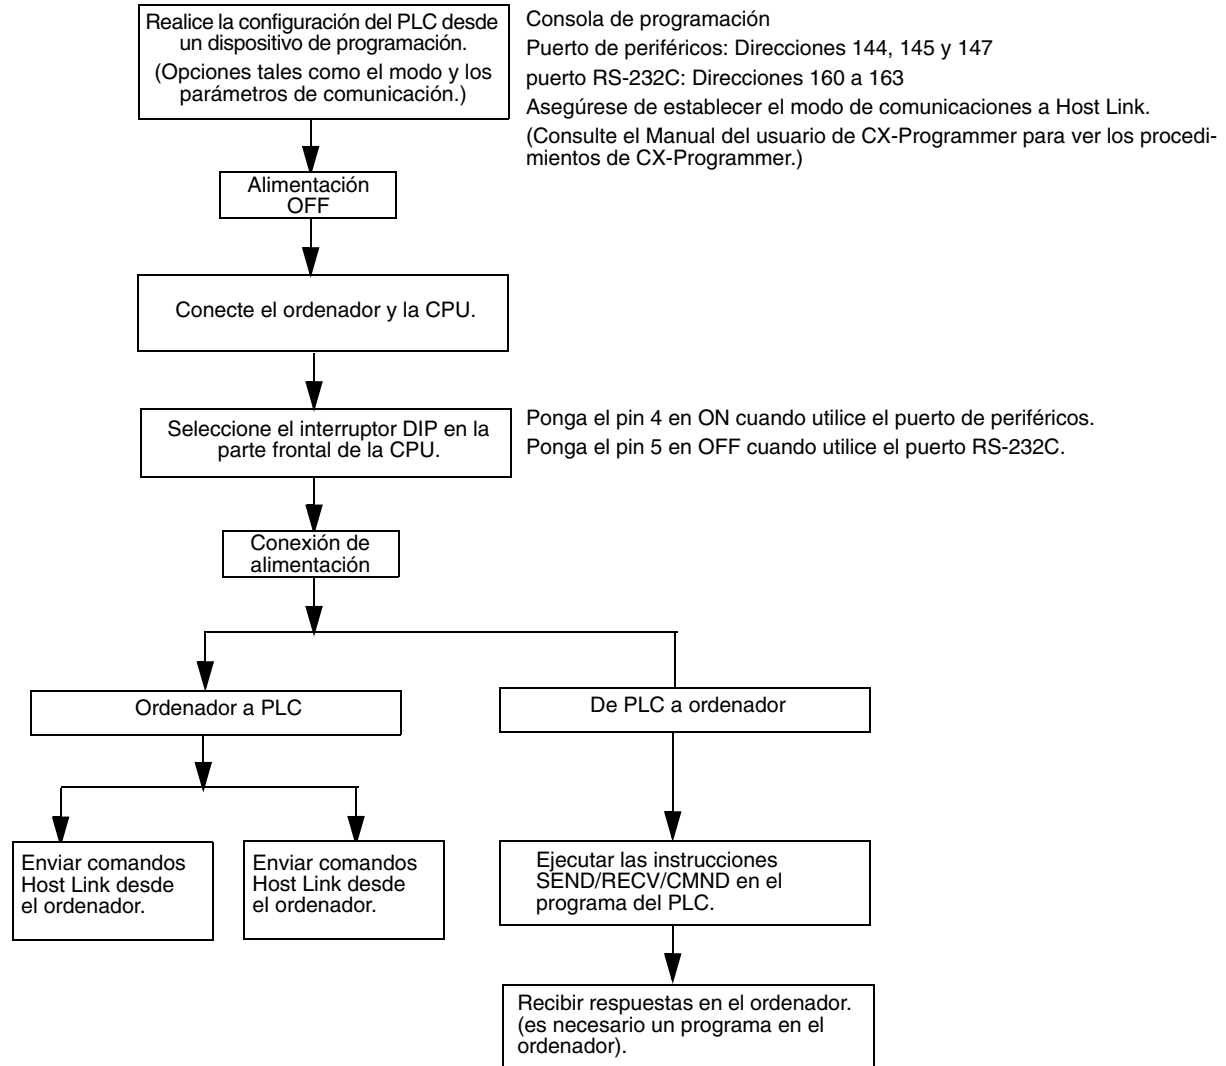 Realice la configuración del PLC desde
un dispositivo de programación.
(Opciones tales como el modo y los
parámetros de comunicación.)
Consola de programación
Puerto de periféricos: Direcciones 144, 145 y 147
puerto RS-232C: Direcciones 160 a 163
Asegúrese de establecer el modo de comunicaciones a Host Link.
(Consulte el Manual del usuario de CX-Programmer para ver los procedi-
mientos de CX-Programmer.)
Alimentación
OFF
Conecte el ordenador y la CPU.
Seleccione el interruptor DIP en la
parte frontal de la CPU.
Ponga el pin 4 en ON cuando utilice el puerto de periféricos.
Ponga el pin 5 en OFF cuando utilice el puerto RS-232C.
Conexión de
alimentación
Ordenador a PLC
De PLC a ordenador
Enviar comandos
Host Link desde
el ordenador.
Enviar comandos
Host Link desde
el ordenador.
Ejecutar las instrucciones
SEND/RECV/CMND en el
programa del PLC.
Recibir respuestas en el ordenador.
(es necesario un programa en el
ordenador).